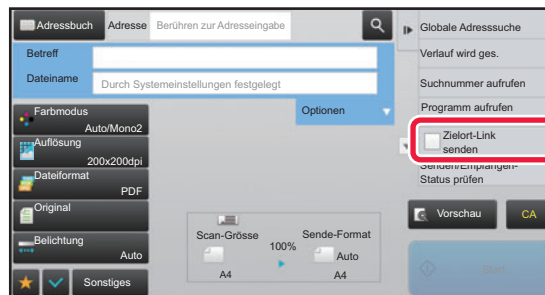 Adressbuch Adresse Berühren zur Adresseingabe
Betreff
Dateiname Durch Systemeinstellungen festgelegt
Optionen
Farbmodus
Auto/Mono2
Auflösung
200x200dpi
Dateiformat
PDF
Original
Belichtung
Auto
Sonstiges
Scan-Grösse
A4
100%
Sende-Format
Auto
A4
Globale Adresssuche
Verlauf wird ges.
Suchnummer aufrufen
Programm aufrufen
Zielort-Link
senden
Senden/Empfangen-
Status prüfen
Vorschau
CA
Start